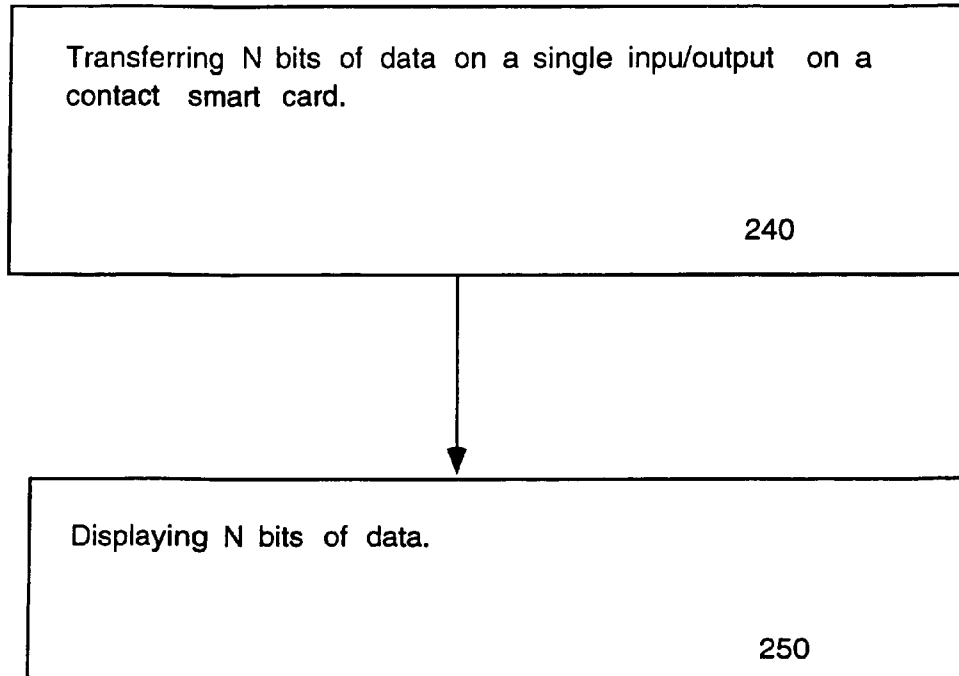 Transferring N bits of data on a single inpu/output on a
contact smart card.
240
Displaying N bits of data.
250